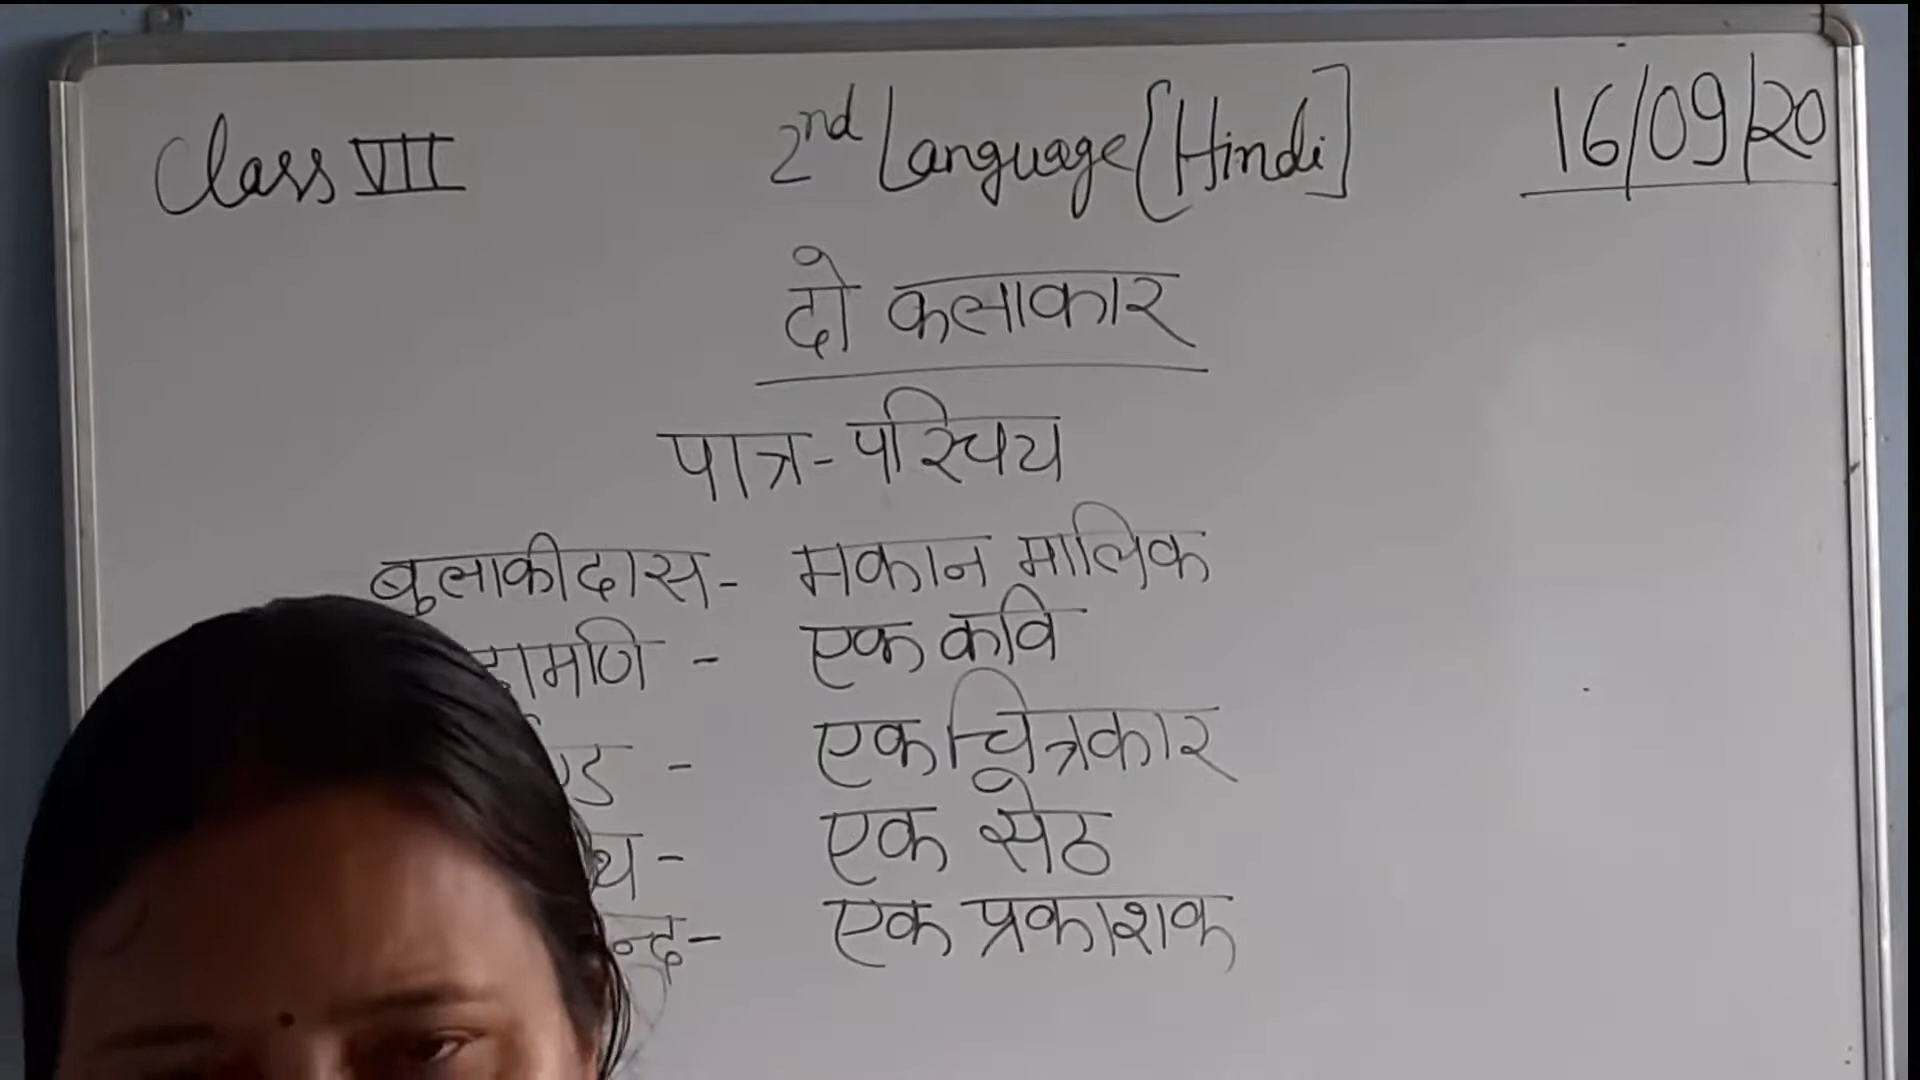 Class VII 2nd Language [Hindi] 16/09/20
दो कलाकार
पात्र-परिचय
बुलाकीदास- मकान मालिक
- एक कवि
- एक चित्रकार
- एक सेठ
- एक प्रकाशक